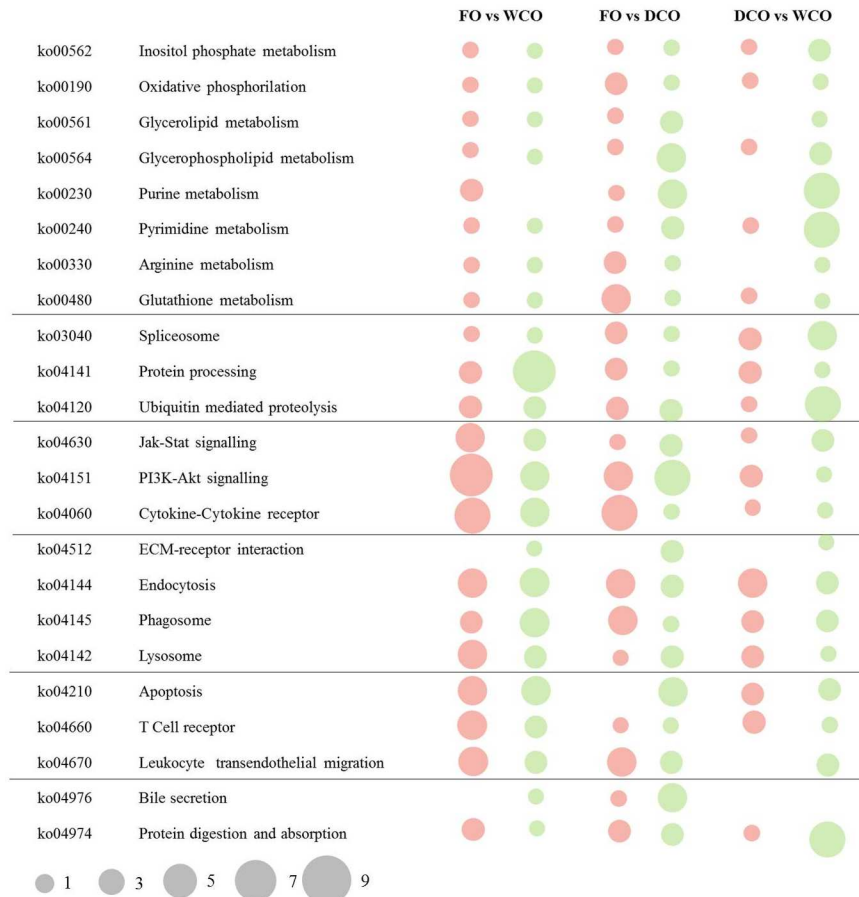 FO vs WCO FO vs DCO DCO vs WCO
ko00562 Inositol phosphate metabolism
ko00190 Oxidative phosphorilation
ko00561 Glycerolipid metabolism
ko00564 Glycerophospholipid metabolism
ko00230 Purine metabolism
ko00240 Pyrimidine metabolism
ko00330 Arginine metabolism
ko00480 Glutathione metabolism
ko03040 Spliceosome
ko04141 Protein processing
ko04120 Ubiquitin mediated proteolysis
ko04630 Jak-Stat signalling
ko04151 PI3K-Akt signalling
ko04060 Cytokine-Cytokine receptor
ko04512 ECM-receptor interaction
ko04144 Endocytosis
ko04145 Phagosome
ko04142 Lysosome
ko04210 Apoptosis
ko04660 T Cell receptor
ko04670 Leukocyte transendothelial migration
ko04976 Bile secretion
ko04974 Protein digestion and absorption
1 3 5 7 9